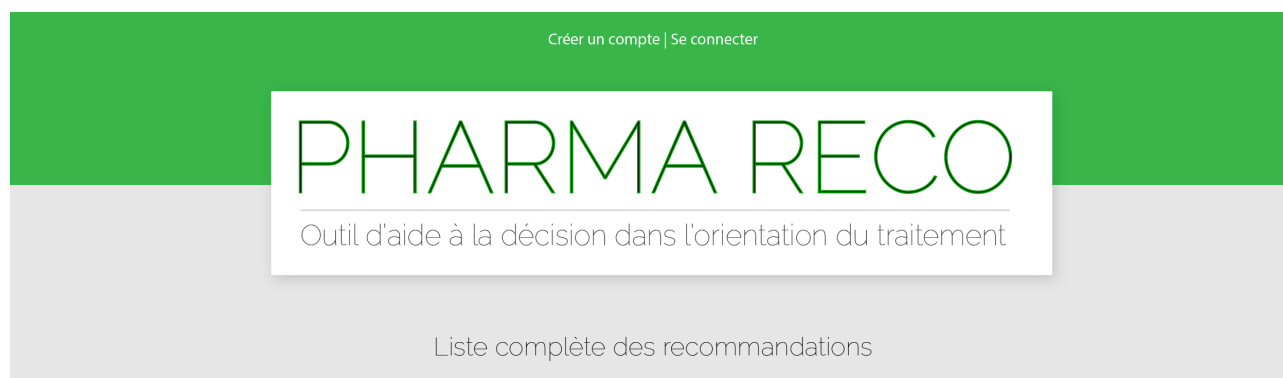 Créer un compte | Se connecter
PHARMA RECO
Outil d'aide à la décision dans l'orientation du traitement
Liste complète des recommandations